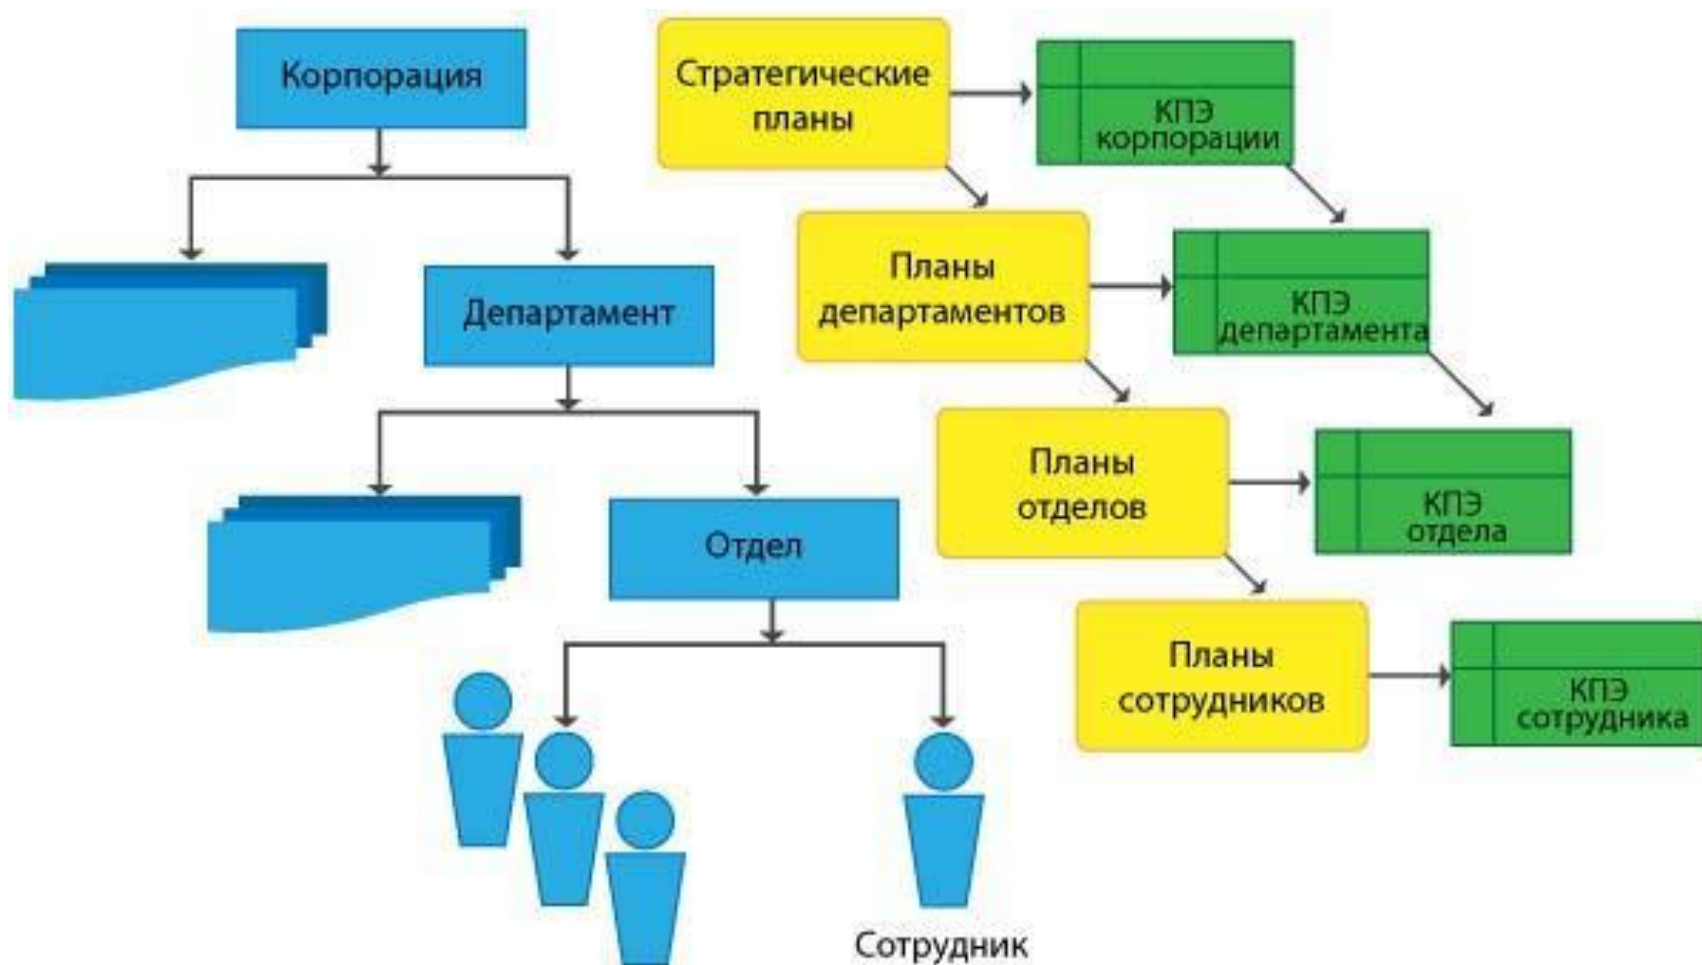 Корпорация
Стратегические
планы
КПЭ
корпорации
Департамент
Планы
департаментов
КПЭ
департамента
Отдел
Планы
отделов
КПЭ
отдела
Планы
сотрудников
КПЭ
сотрудника
Сотрудник